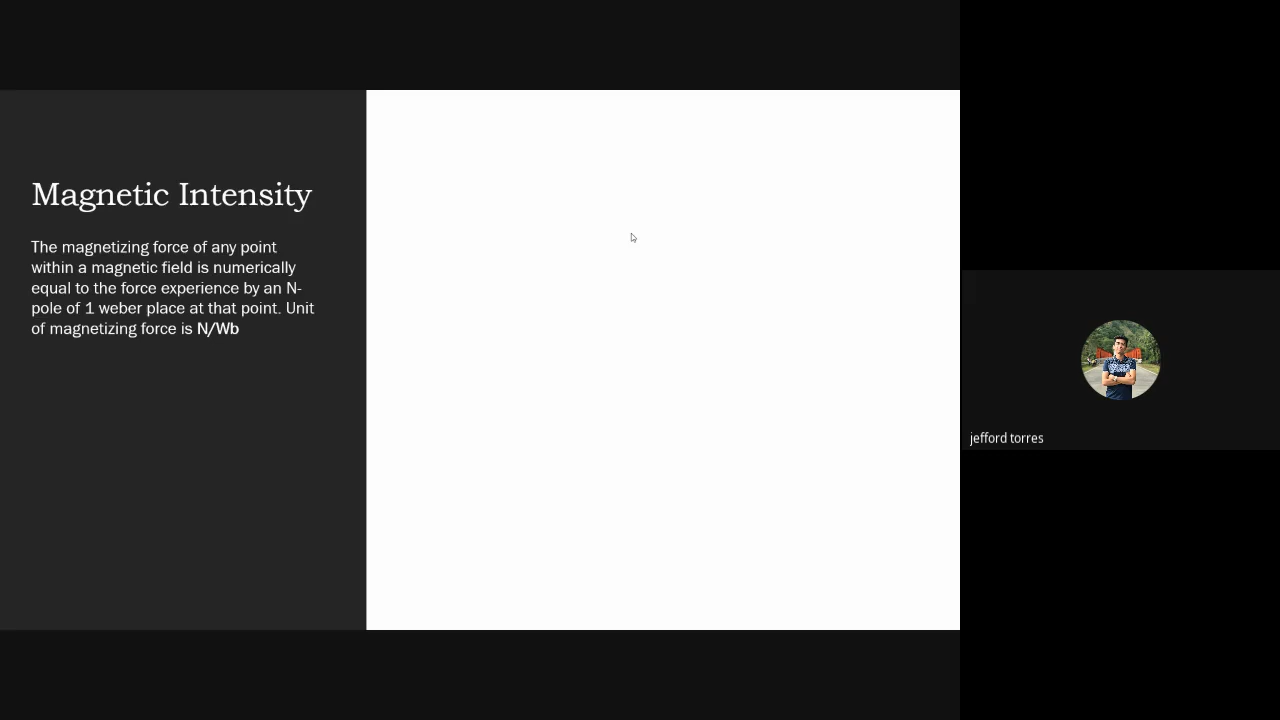 Magnetic Intensity
The magnetizing force of any point
within a magnetic field is numerically
equal to the force experience by an N-
pole of 1 weber place at that point. Unit
of magnetizing force is N/Wb
jefford torres